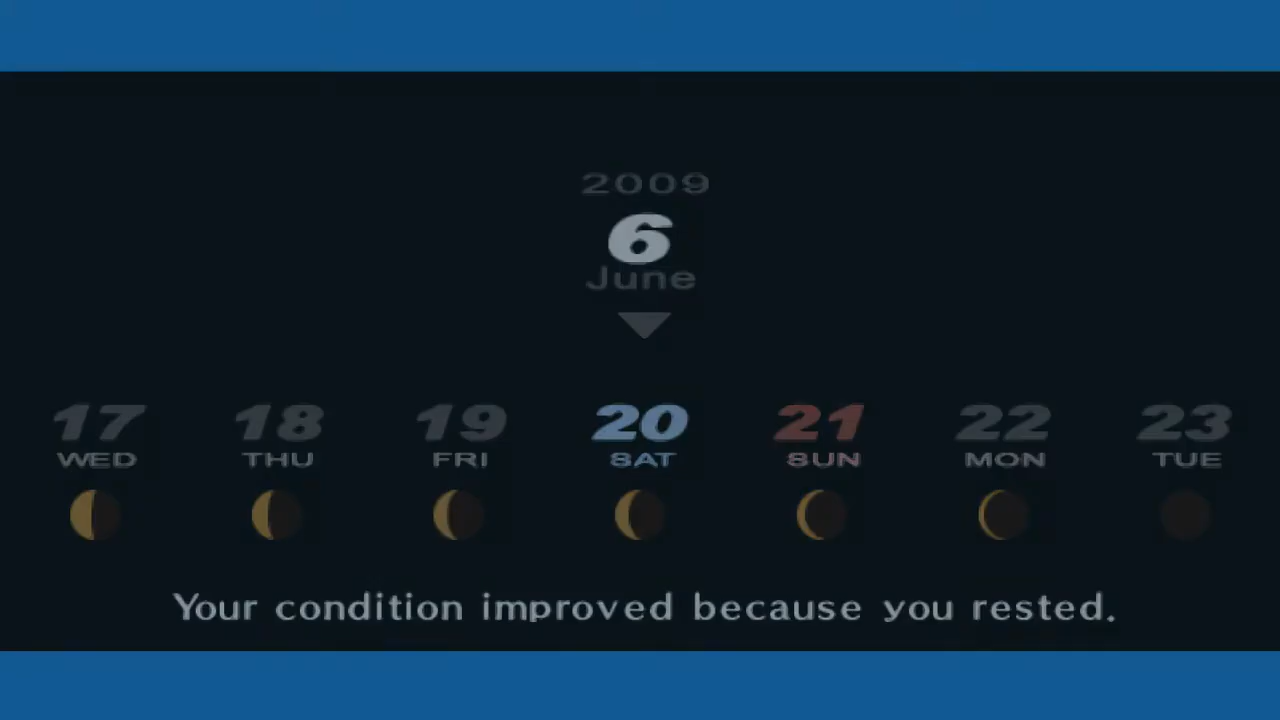 2009
6
June
17 18 19 20 21 22 23
WED THU FRI SAT SUN MON TUE
Your condition improved because you rested.